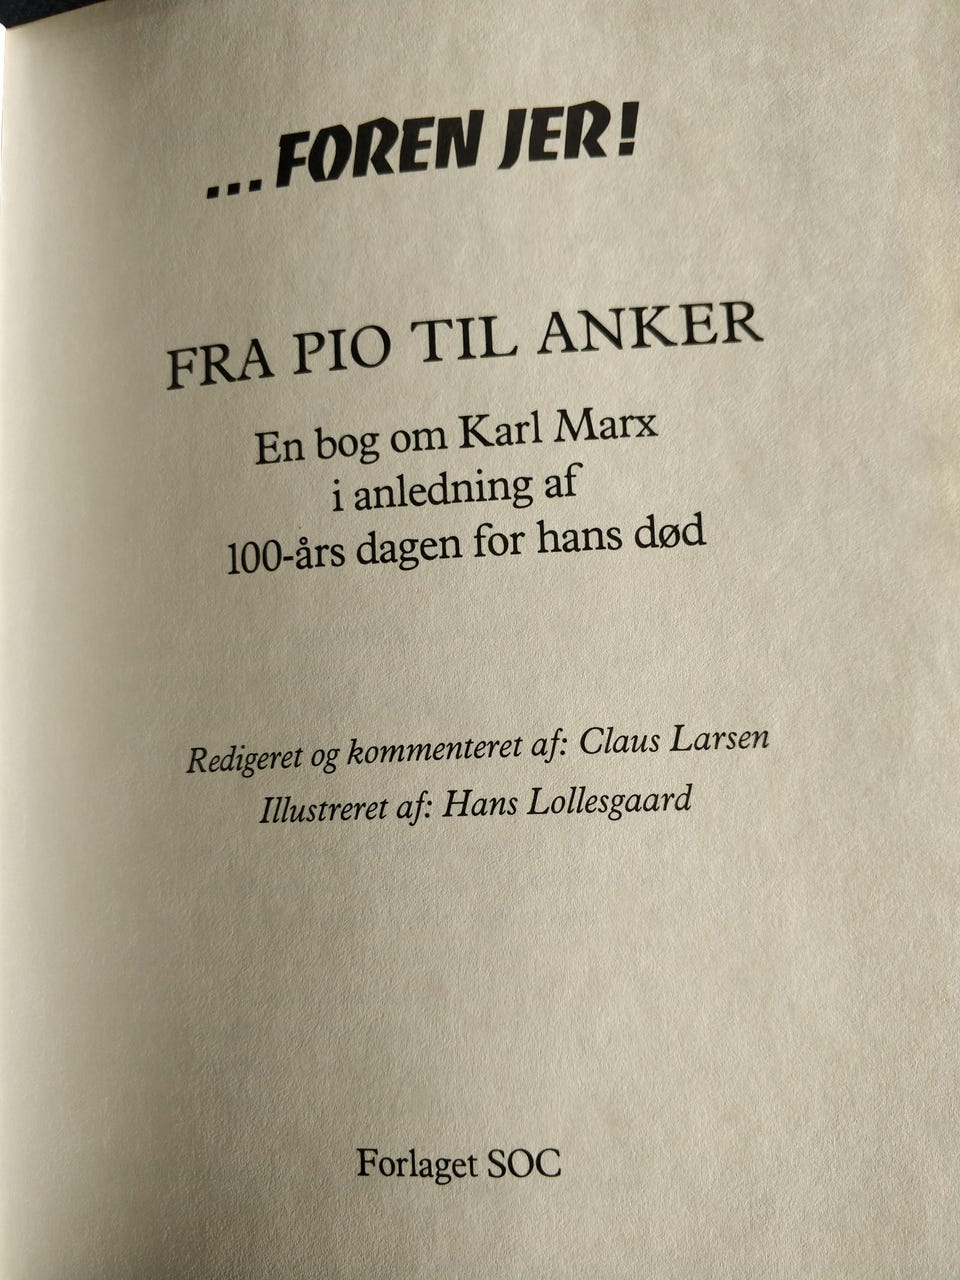 ...FOREN JER!
FRA PIO TIL ANKER
En bog om Karl Marx
i anledning af
100-års dagen for hans død
Redigeret og kommenteret af: Claus Larsen
Illustreret af: Hans Lollesgaard
Forlaget SOC